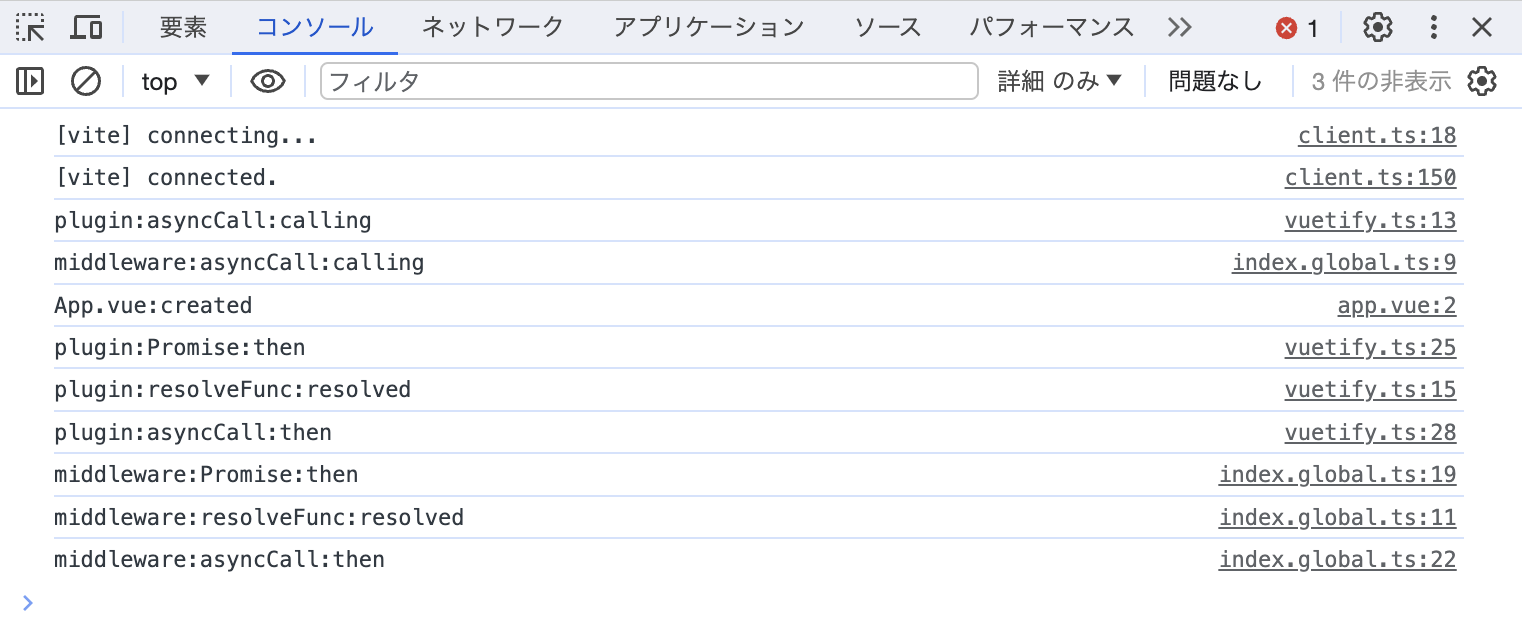 要素 コンソール ネットワーク アプリケーション ソース パフォーマンス 1
top フィルタ 詳細 のみ 問題なし 3 件の非表示
[vite] connecting... client.ts:18
[vite] connected. client.ts:150
plugin:asyncCall:calling vuetify.ts:13
middleware:asyncCall:calling index.global.ts:9
App.vue:created app.vue:2
plugin:Promise:then vuetify.ts:25
plugin:resolveFunc:resolved vuetify.ts:15
plugin:asyncCall:then vuetify.ts:28
middleware:Promise:then index.global.ts:19
middleware:resolveFunc:resolved index.global.ts:11
middleware:asyncCall:then index.global.ts:22